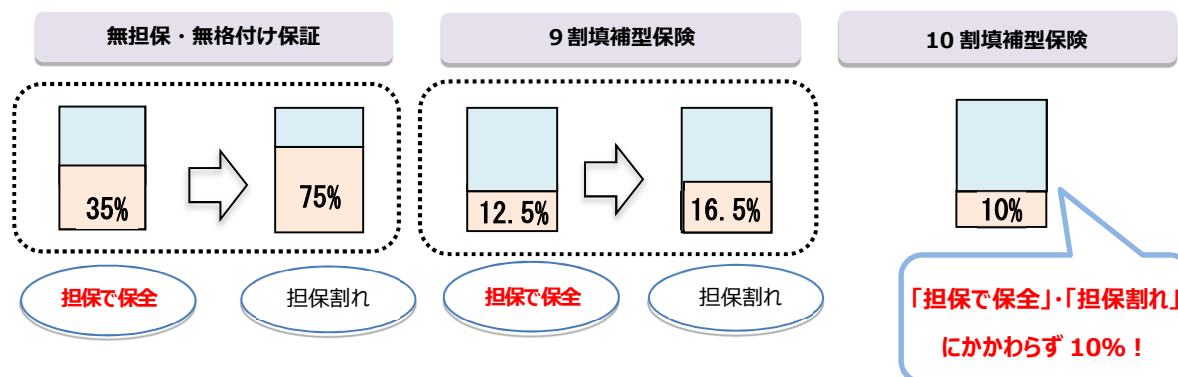 無担保・無格付け保証
９割填補型保険
10 割填補型保険
35%
75%
12.5%
16.5%
10%
担保で保全
担保割れ
担保で保全
担保割れ
「担保で保全」・「担保割れ」
にかかわらず 10%！